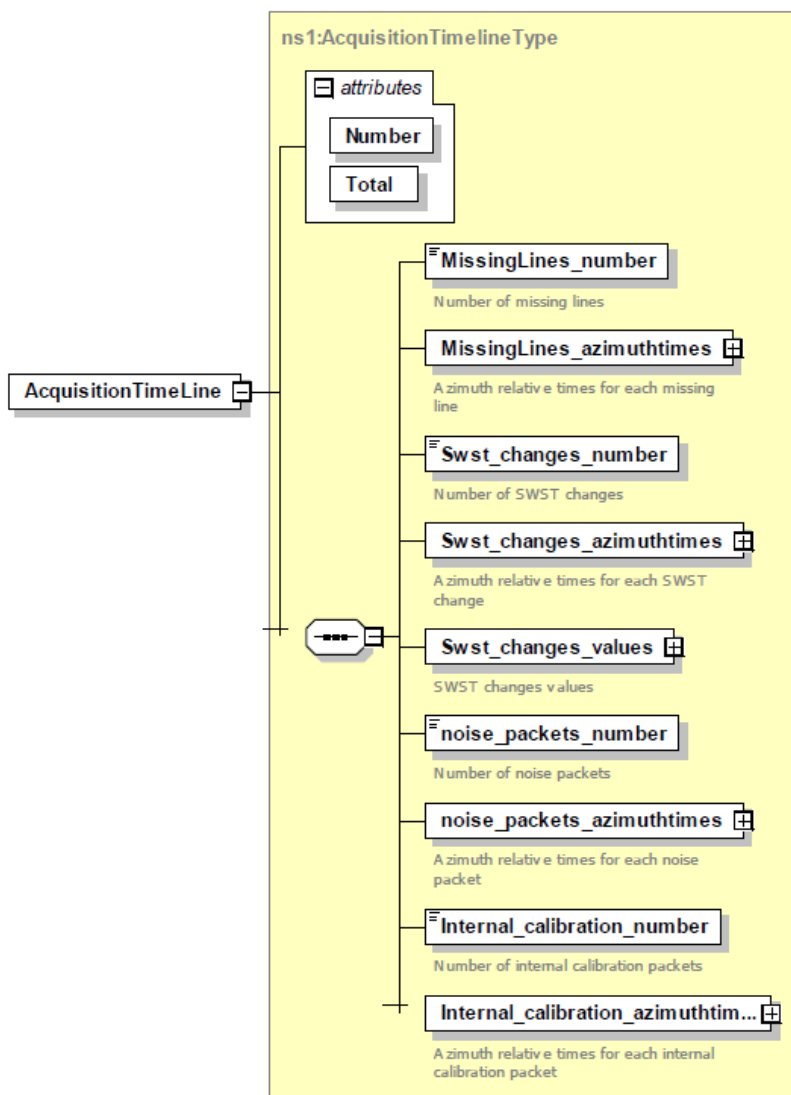 ns1:AcquisitionTimelineType
attributes
Number
Total
MissingLines_number
Number of missing lines
MissingLines_azimuthtimes
Azimuth relative times for each missing
line
AcquisitionTimeLine
Swst_changes_number
Number of SWST changes
Swst_changes_azimuthtimes
Azimuth relative times for each SWST
change
Swst_changes_values
SWST changes values
noise_packets_number
Number of noise packets
noise_packets_azimuthtimes
Azimuth relative times for each noise
packet
Internal_calibration_number
Number of internal calibration packets
Internal_calibration_azimuthtim...
Azimuth relative times for each internal
calibration packet